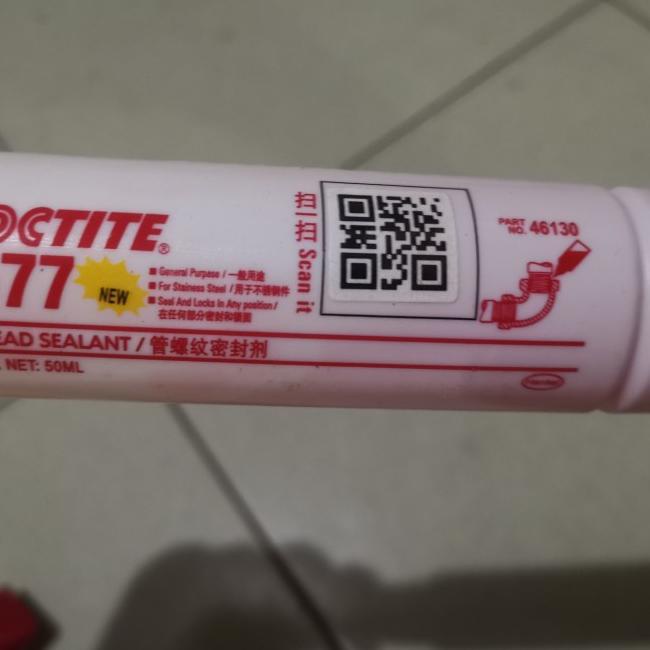 OCTITE®
77
NEW
■ General Purpose / 一般用途
■ For Stainless Steel / 用于不锈钢件
■ Seal And Locks In Any position /
在任何部分密封和锁固
EAD SEALANT / 管螺纹密封剂
NET: 50ML
扫一扫 Scan it
PART
NO. 46130
Henkel